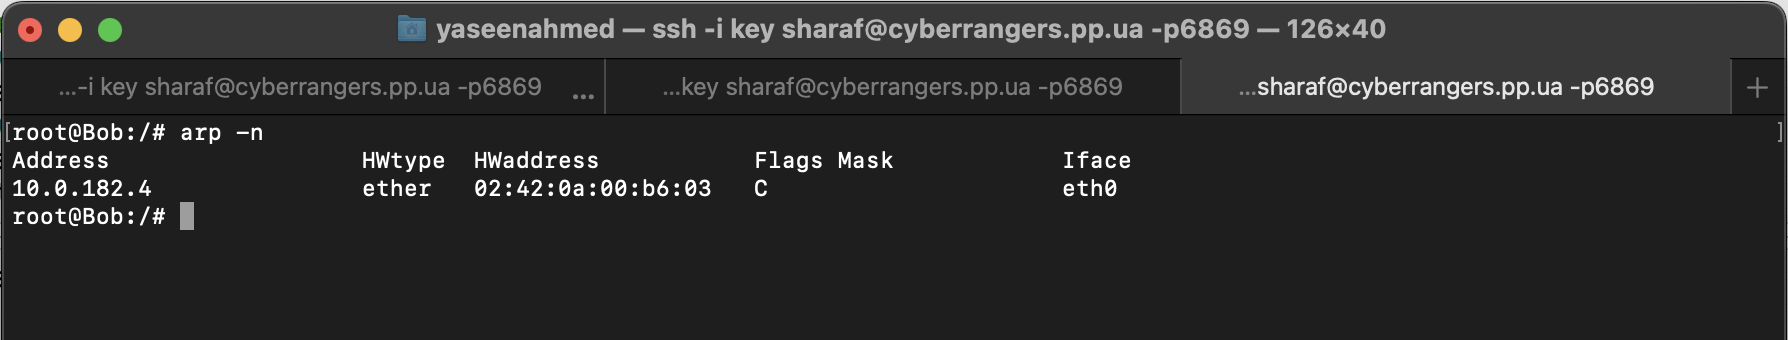 yaseenahmed — ssh -i key sharaf@cyberrangers.pp.ua -p6869 — 126×40
...-i key sharaf@cyberrangers.pp.ua -p6869 ...
...key sharaf@cyberrangers.pp.ua -p6869
...sharaf@cyberrangers.pp.ua -p6869 +
[root@Bob:/# arp -n ]
Address HWtype HWaddress Flags Mask Iface
10.0.182.4 ether 02:42:0a:00:b6:03 C eth0
root@Bob:/#